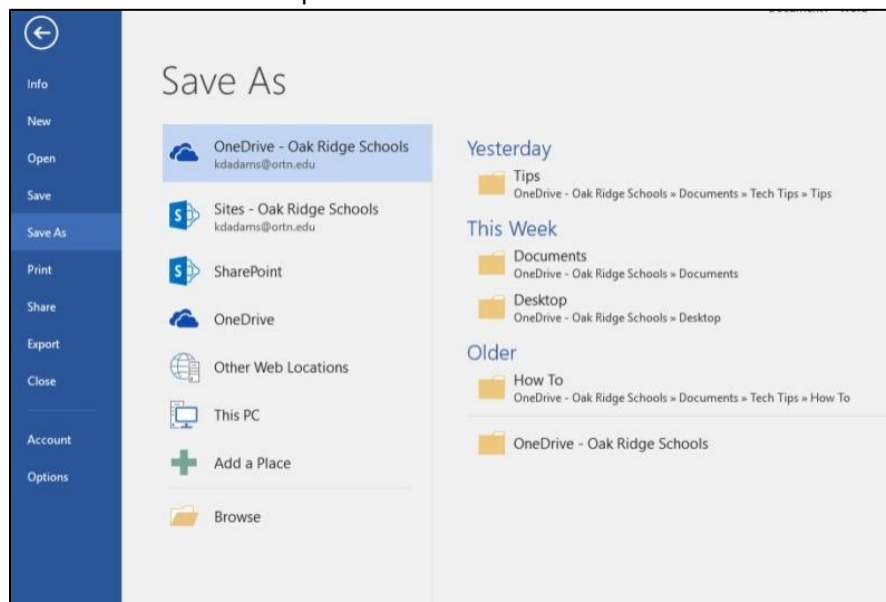 Info
New
Open
Save
Save As
Print
Share
Export
Close
Account
Options
Save As
OneDrive - Oak Ridge Schools
kdadams@ortn.edu
Sites - Oak Ridge Schools
kdadams@ortn.edu
SharePoint
OneDrive
Other Web Locations
This PC
Add a Place
Browse
Yesterday
Tips
OneDrive - Oak Ridge Schools » Documents » Tech Tips » Tips
This Week
Documents
OneDrive - Oak Ridge Schools » Documents
Desktop
OneDrive - Oak Ridge Schools » Desktop
Older
How To
OneDrive - Oak Ridge Schools » Documents » Tech Tips » How To
OneDrive - Oak Ridge Schools